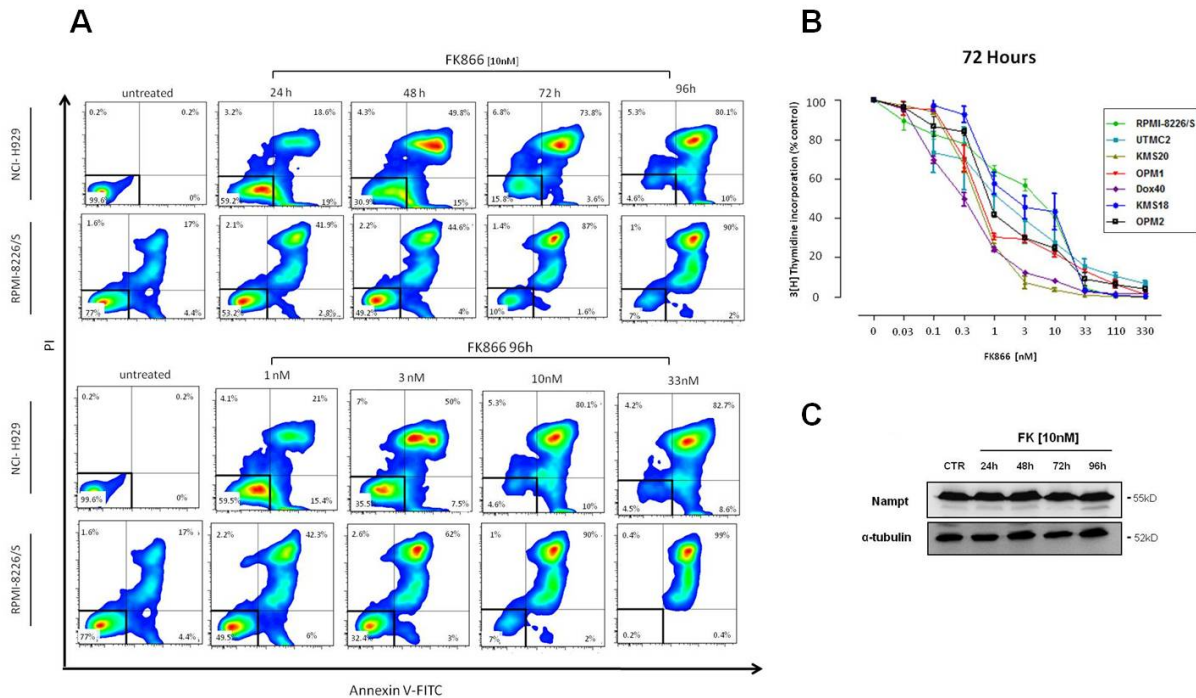 A
FK866 [10nM]
untreated 24 h 48 h 72 h 96h
NCI- H929
0.2% 0.2% 3.2% 18.6% 4.3% 49.8% 6.8% 73.8% 5.3% 80.1%
99.6% 0% 59.2% 19% 30.9% 15% 15.8% 3.6% 4.6% 10%
RPMI-8226/S
1.6% 17% 2.1% 41.9% 2.2% 44.6% 1.4% 87% 1% 90%
77% 4.4% 53.2% 2.8% 49.2% 4% 10% 1.6% 7% 2%
PI
FK866 96h
untreated 1 nM 3 nM 10nM 33nM
NCI- H929
0.2% 0.2% 4.1% 21% 7% 50% 5.3% 80.1% 4.2% 82.7%
99.6% 0% 59.5% 15.4% 35.5% 7.5% 4.6% 10% 4.5% 8.6%
RPMI-8226/S
1.6% 17% 2.2% 42.3% 2.6% 62% 1% 90% 0.4% 99%
77% 4.4% 49.5% 6% 32.4% 3% 7% 2% 0.2% 0.4%
Annexin V-FITC
B
72 Hours
3[H] Thymidine incorporation (% control)
100
80
60
40
20
0
0 0.03 0.1 0.3 1 3 10 33 110 330
FK866 [nM]
RPMI-8226/S
UTMC2
KMS20
OPM1
Dox40
KMS18
OPM2
C
FK [10nM]
CTR 24h 48h 72h 96h
Nampt - 55kD
α-tubulin - 52kD